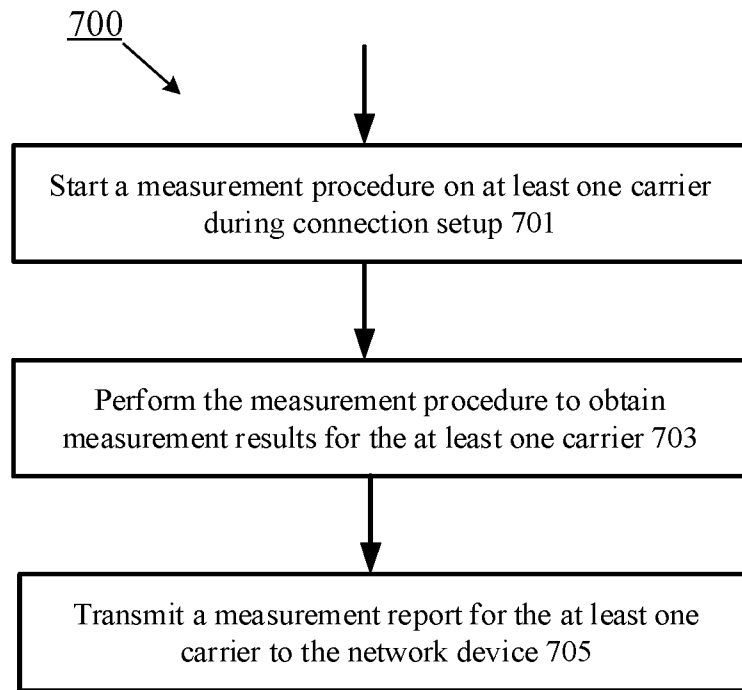 700
Start a measurement procedure on at least one carrier
during connection setup 701
Perform the measurement procedure to obtain
measurement results for the at least one carrier 703
Transmit a measurement report for the at least one
carrier to the network device 705